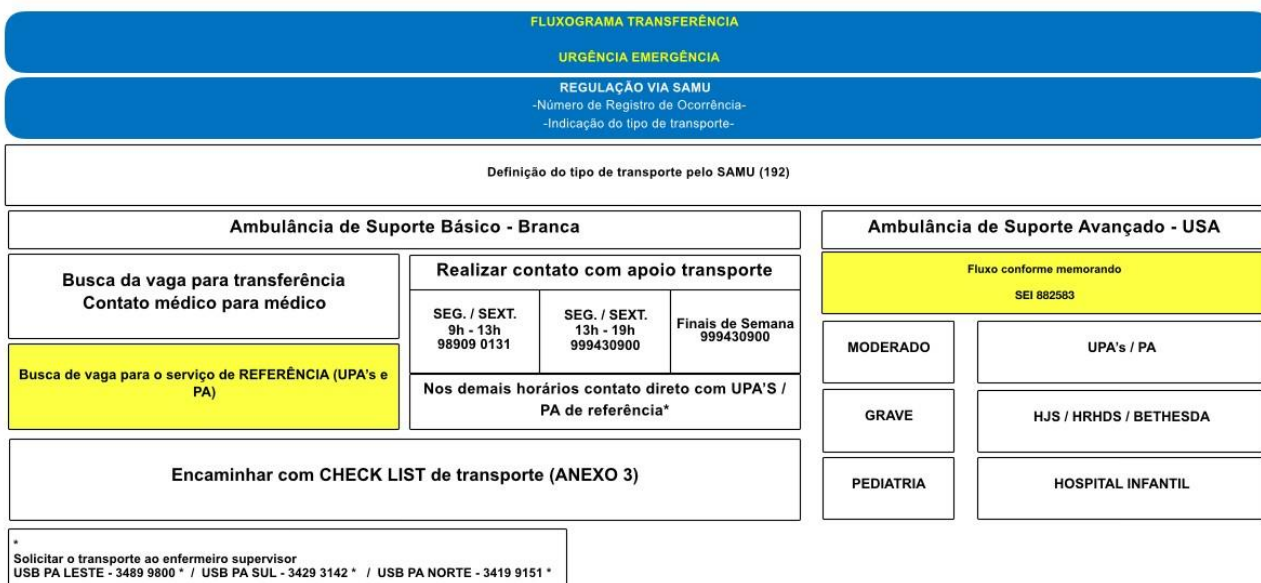 FLUXOGRAMA TRANSFERÊNCIA
URGÊNCIA EMERGÊNCIA
REGULAÇÃO VIA SAMU
-Número de Registro de Ocorrência-
-Indicação do tipo de transporte-
Definição do tipo de transporte pelo SAMU (192)
Ambulância de Suporte Básico - Branca
Busca da vaga para transferência
Contato médico para médico
Busca de vaga para o serviço de REFERÊNCIA (UPA's e
PA)
Realizar contato com apoio transporte
SEG. / SEXT.
9h - 13h
98909 0131
SEG. / SEXT.
13h - 19h
999430900
Finais de Semana
999430900
Nos demais horários contato direto com UPA'S /
PA de referência*
Encaminhar com CHECK LIST de transporte (ANEXO 3)
Ambulância de Suporte Avançado - USA
Fluxo conforme memorando
SEI 882583
MODERADO
UPA's / PA
GRAVE
HJS / HRHDS / BETHESDA
PEDIATRIA
HOSPITAL INFANTIL
*
Solicitar o transporte ao enfermeiro supervisor
USB PA LESTE - 3489 9800 * / USB PA SUL - 3429 3142 * / USB PA NORTE - 3419 9151 *